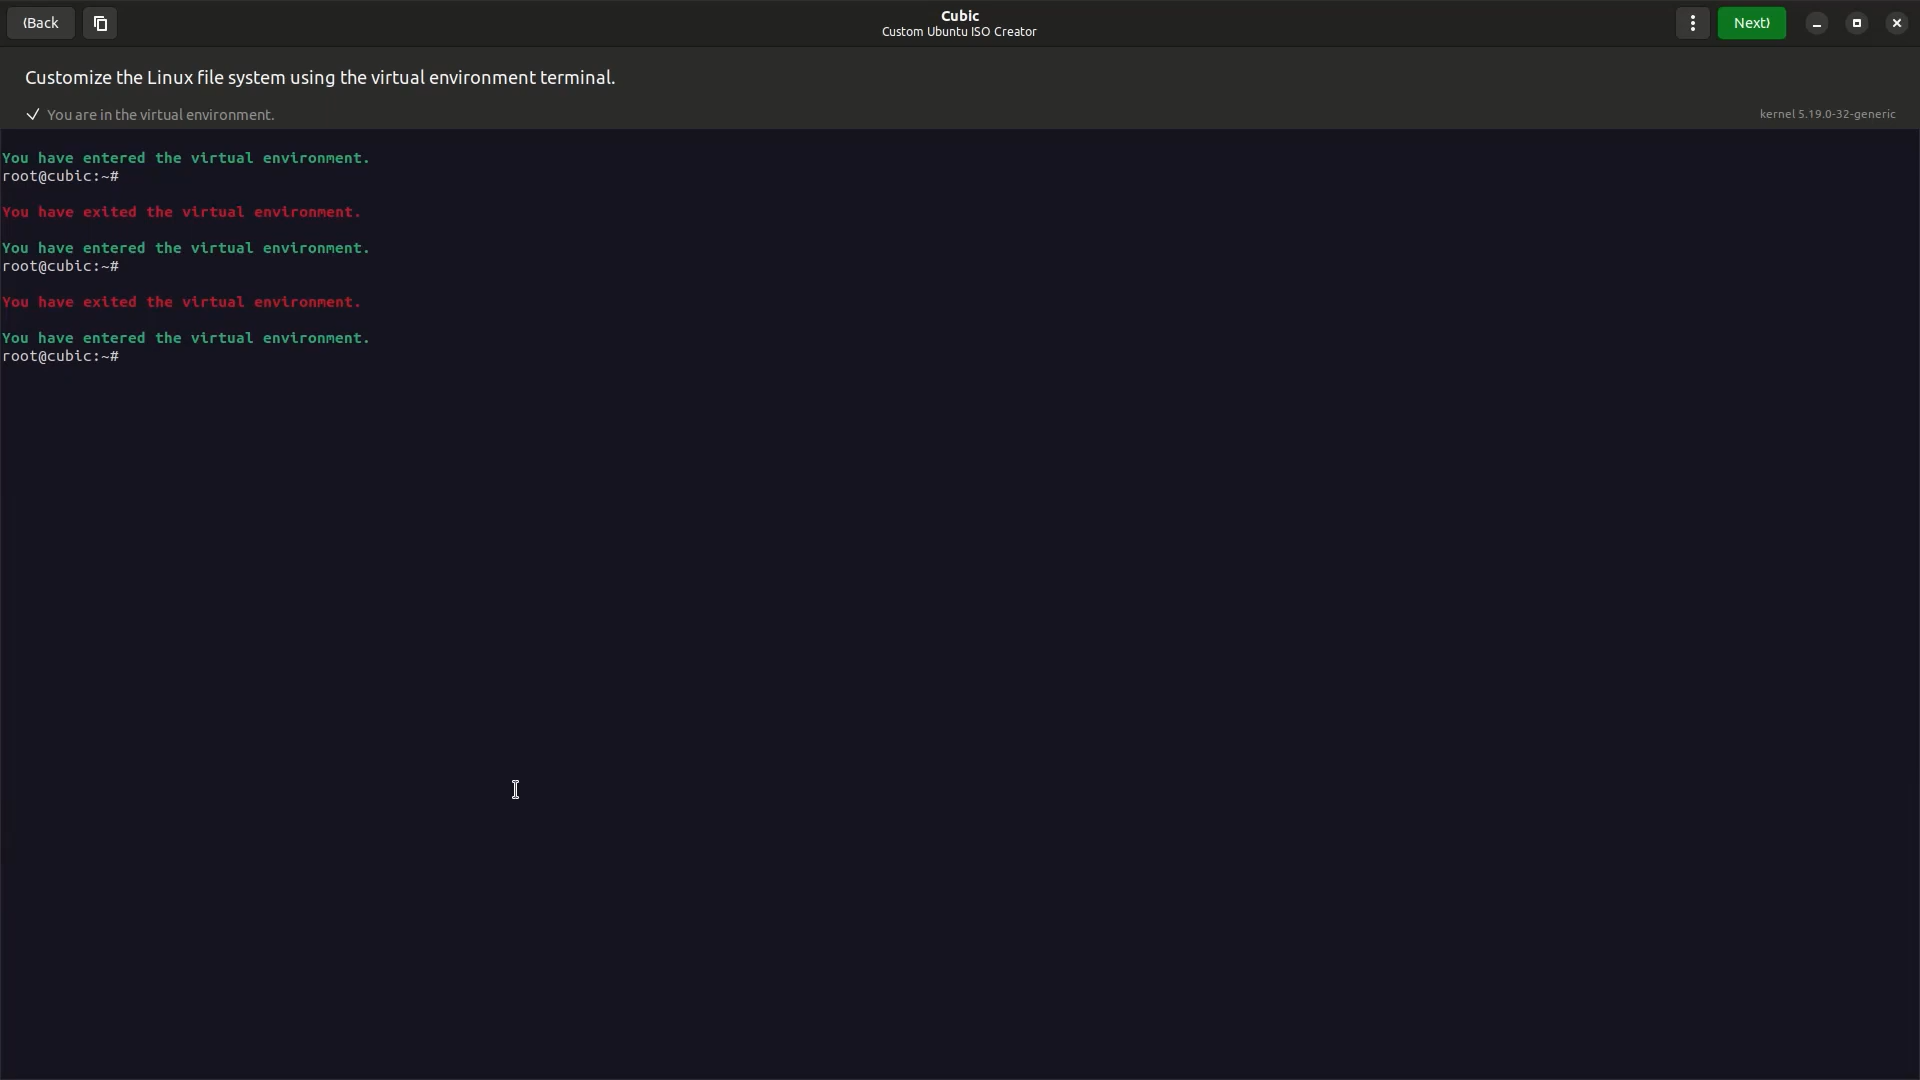 ⟨Back
Cubic
Custom Ubuntu ISO Creator
Next⟩
Customize the Linux file system using the virtual environment terminal.
You are in the virtual environment.
kernel 5.19.0-32-generic
You have entered the virtual environment.
root@cubic:~#
You have exited the virtual environment.
You have entered the virtual environment.
root@cubic:~#
You have exited the virtual environment.
You have entered the virtual environment.
root@cubic:~#